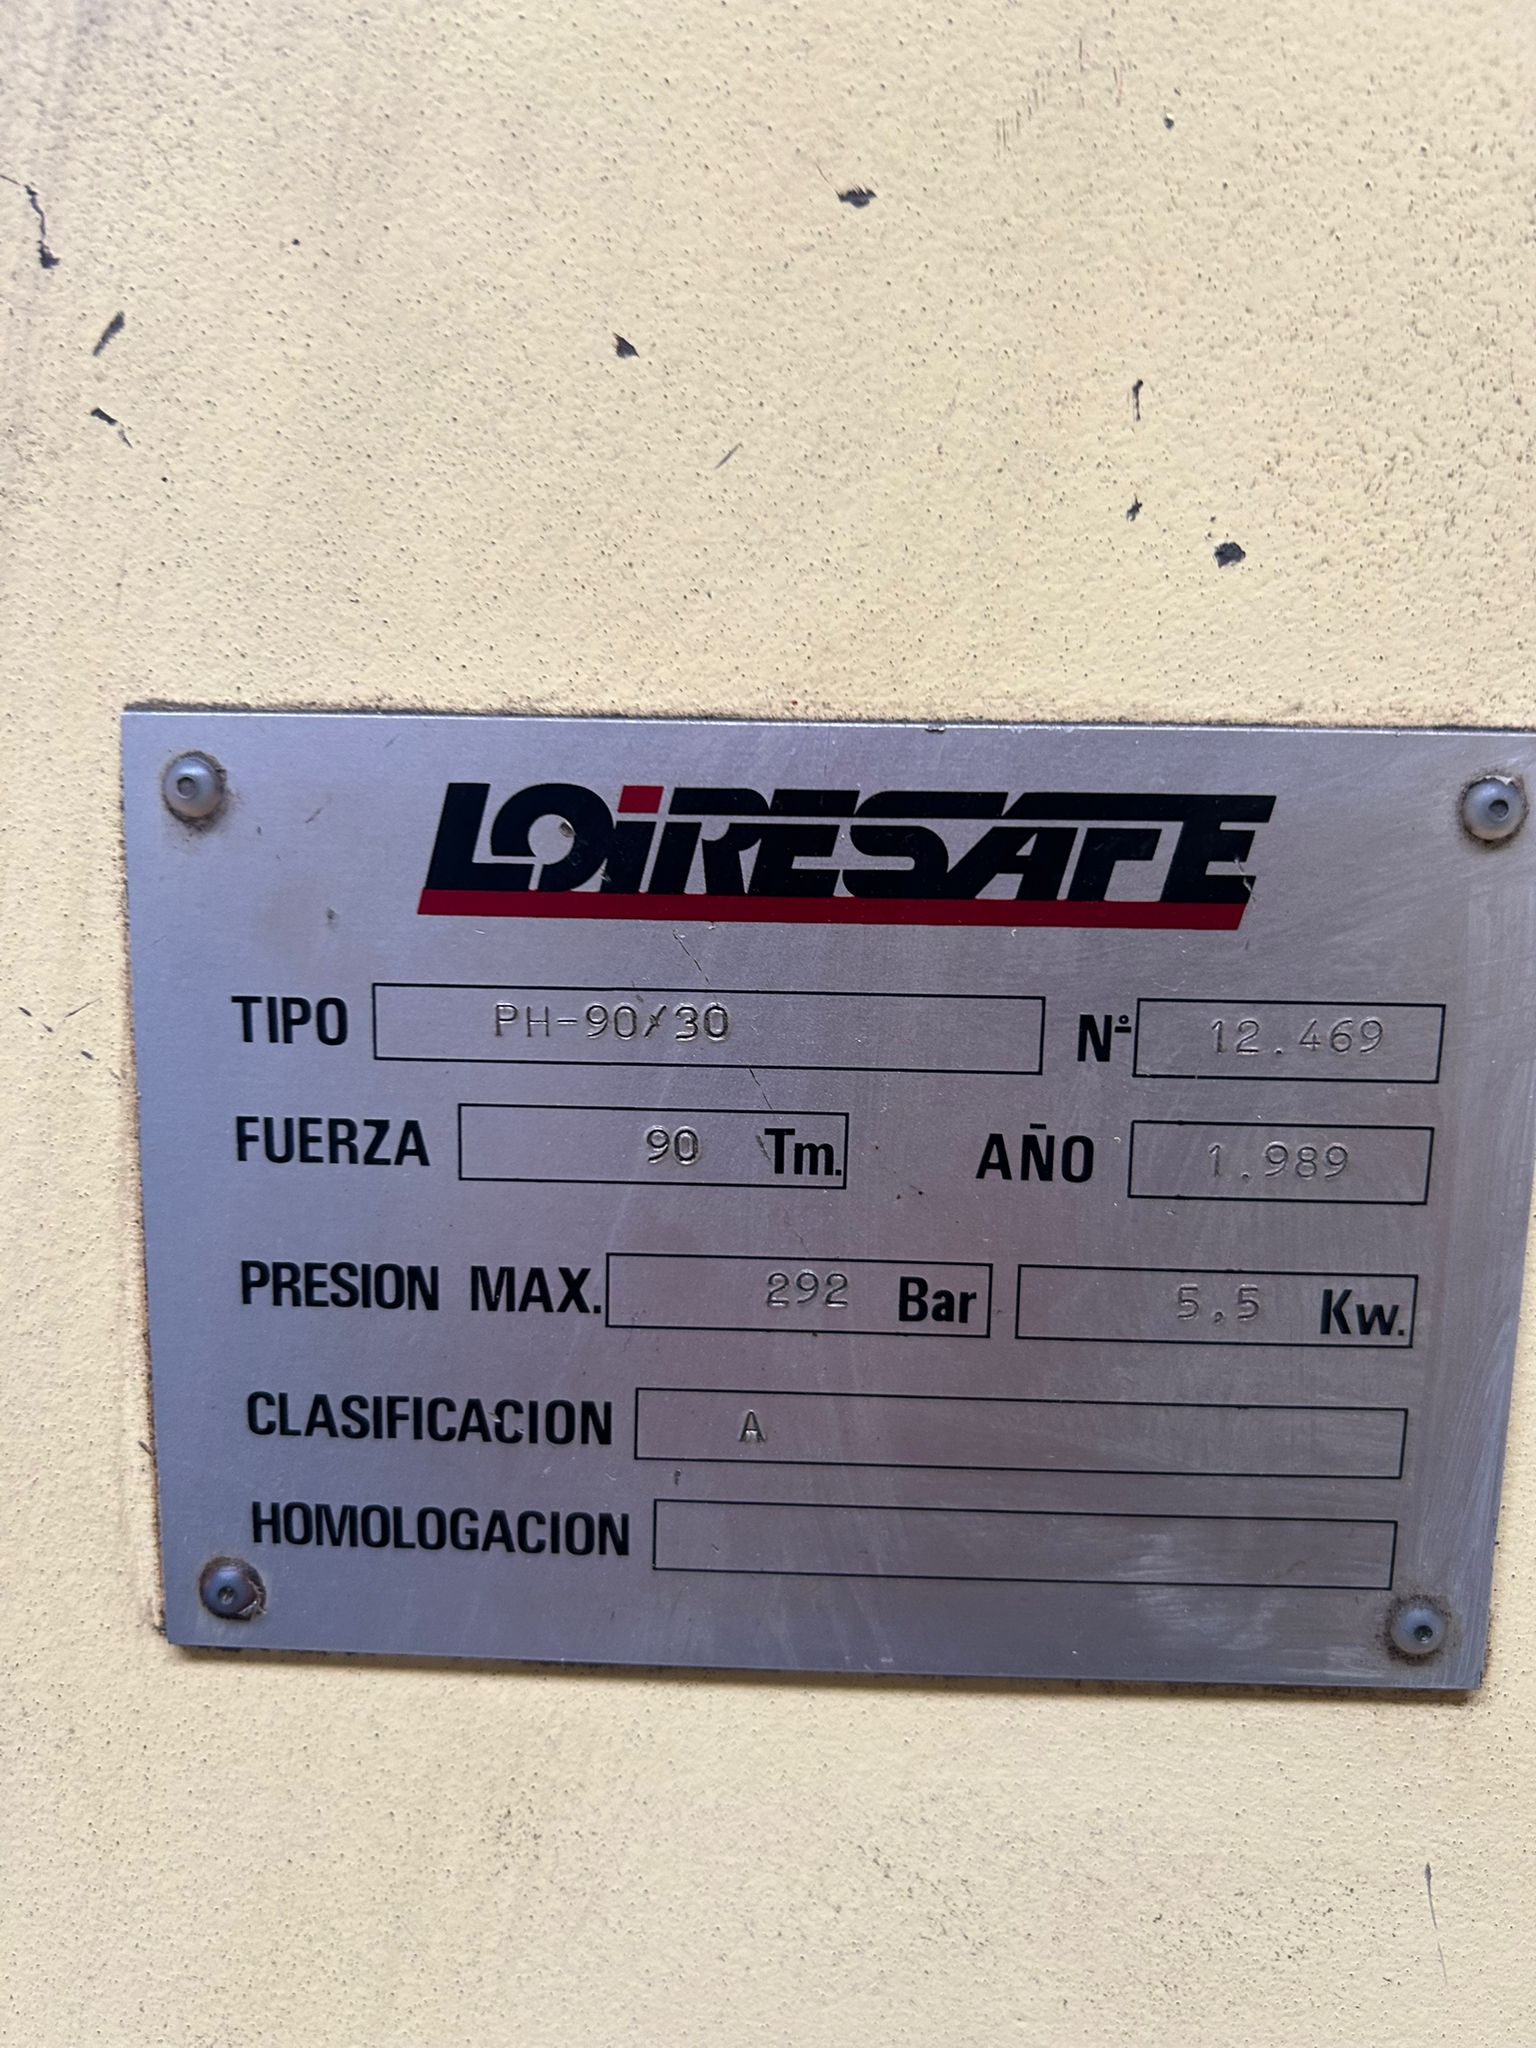 LOIRESAFE
TIPO PH-90/30 Nº 12.469
FUERZA 90 Tm. AÑO 1.989
PRESION MAX. 292 Bar 5,5 Kw.
CLASIFICACION A
HOMOLOGACION